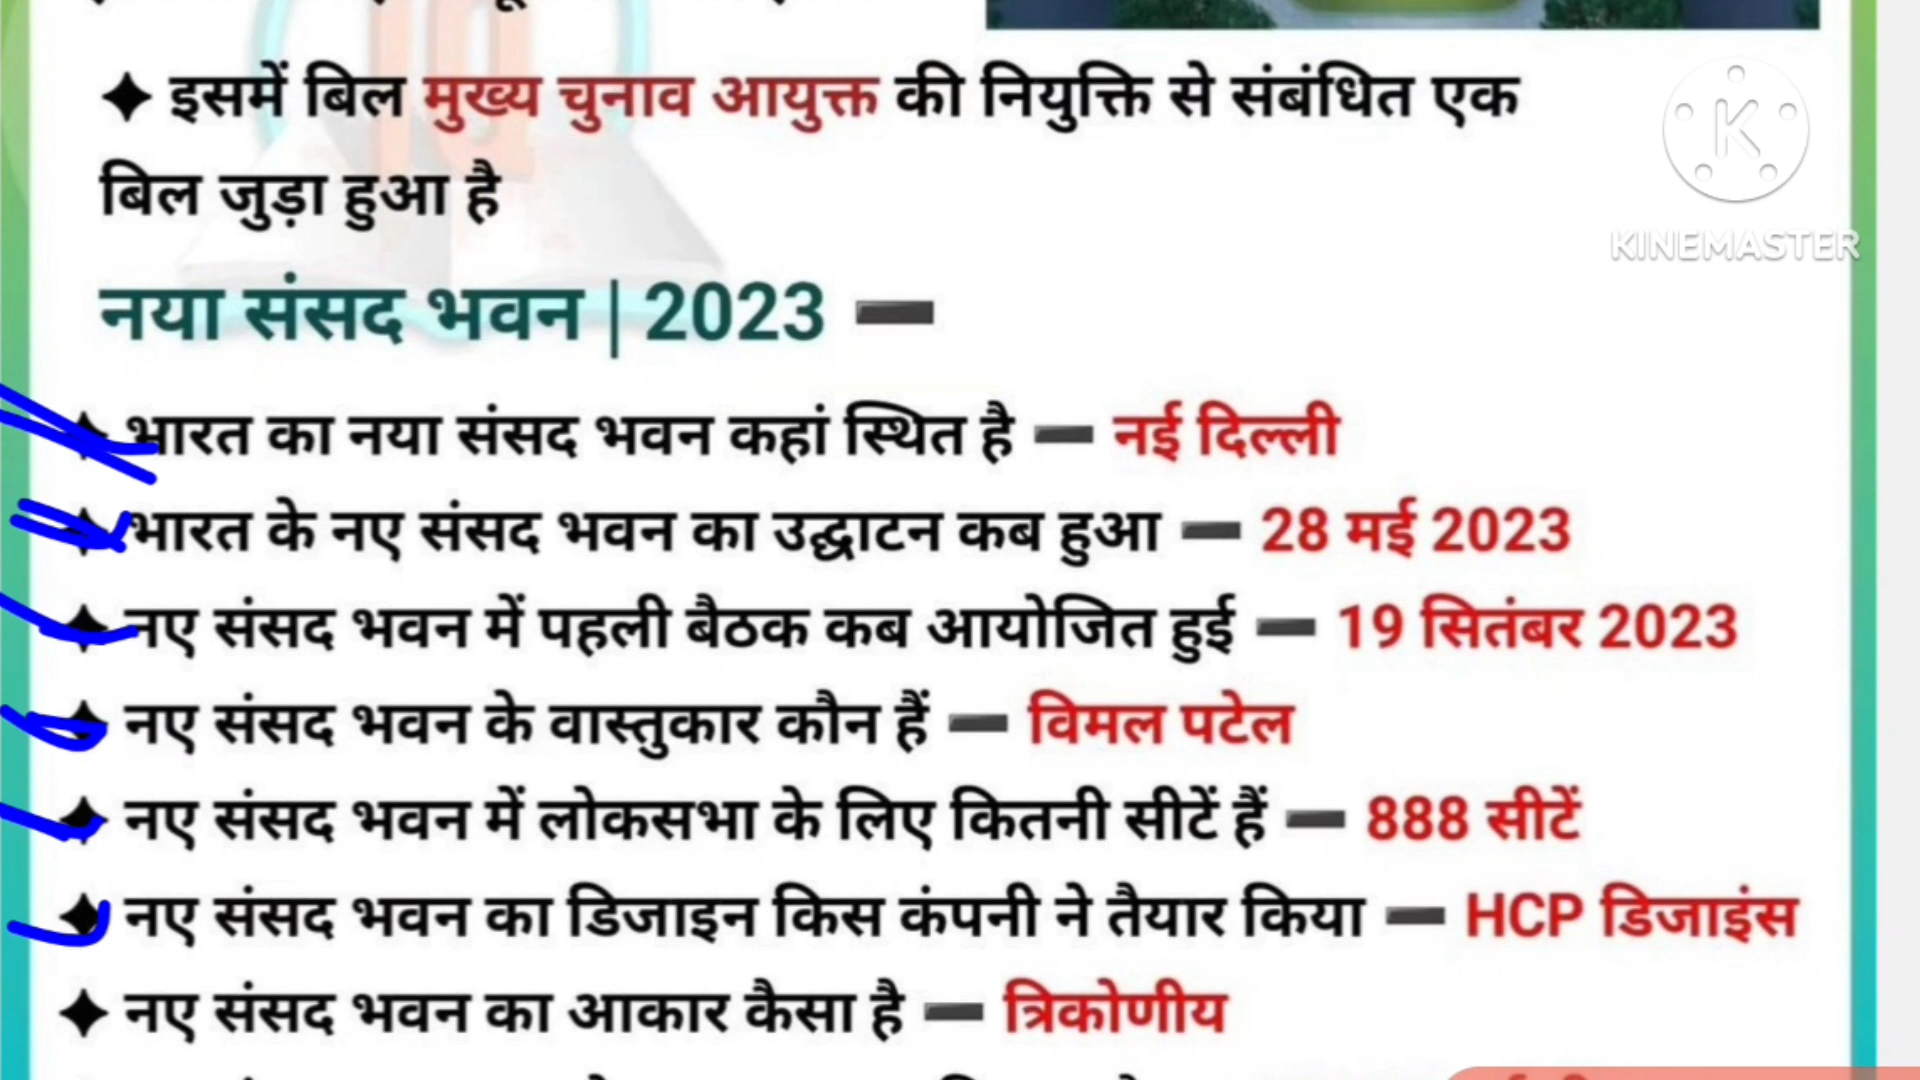 ✦ इसमें बिल मुख्य चुनाव आयुक्त की नियुक्ति से संबंधित एक
बिल जुड़ा हुआ है
K
KINEMASTER
नया संसद भवन | 2023 ➖
✦ भारत का नया संसद भवन कहां स्थित है ➖ नई दिल्ली
✦ भारत के नए संसद भवन का उद्घाटन कब हुआ ➖ 28 मई 2023
✦ नए संसद भवन में पहली बैठक कब आयोजित हुई ➖ 19 सितंबर 2023
✦ नए संसद भवन के वास्तुकार कौन हैं ➖ विमल पटेल
✦ नए संसद भवन में लोकसभा के लिए कितनी सीटें हैं ➖ 888 सीटें
✦ नए संसद भवन का डिजाइन किस कंपनी ने तैयार किया ➖ HCP डिजाइंस
✦ नए संसद भवन का आकार कैसा है ➖ त्रिकोणीय